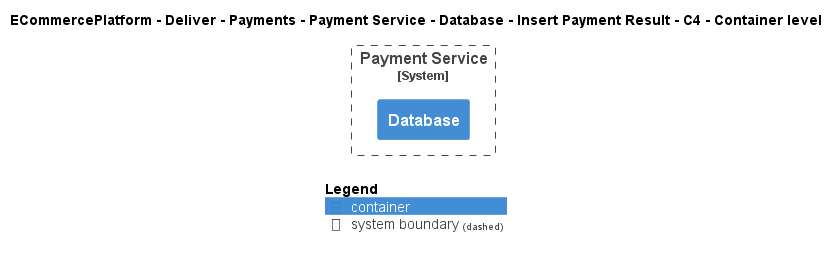 ECommercePlatform - Deliver - Payments - Payment Service - Database - Insert Payment Result - C4 - Container level
Payment Service
[System]
Database
Legend
container
system boundary (dashed)